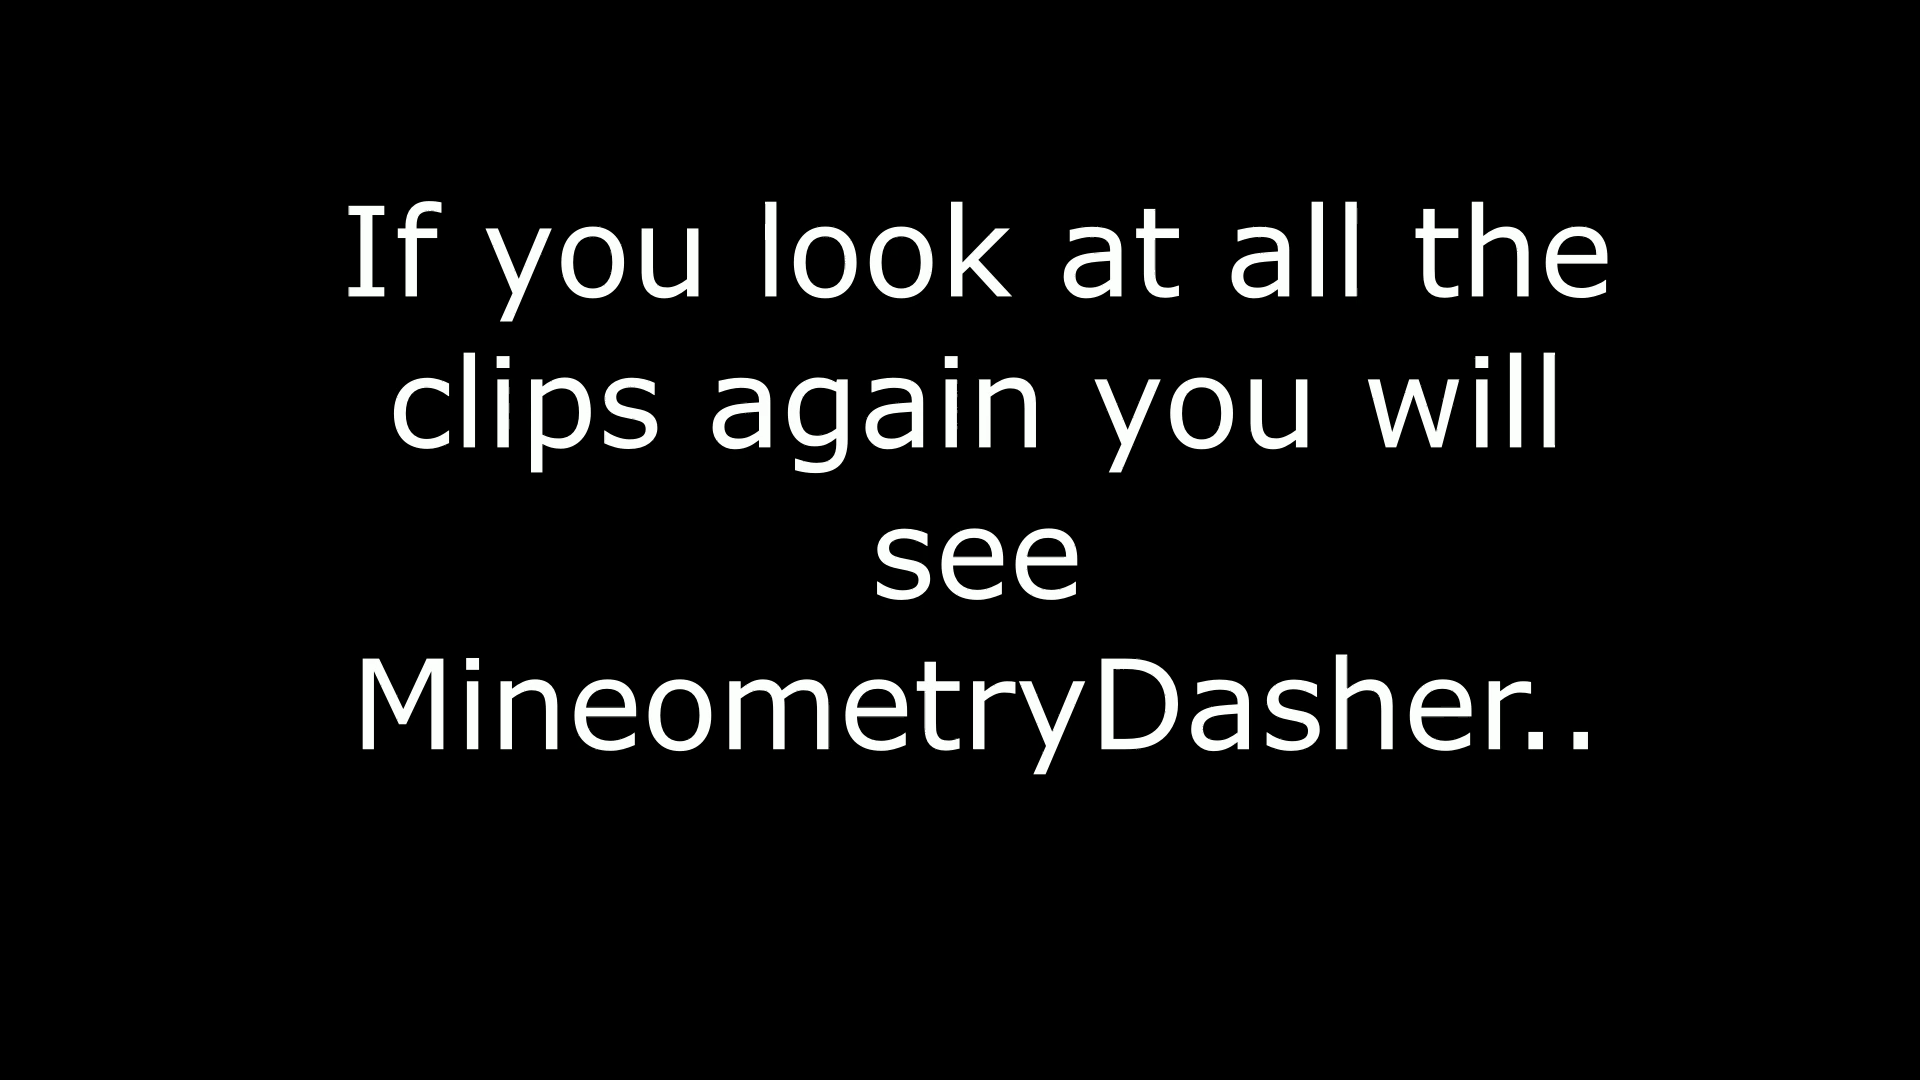 If you look at all the
clips again you will
see
MineometryDasher..